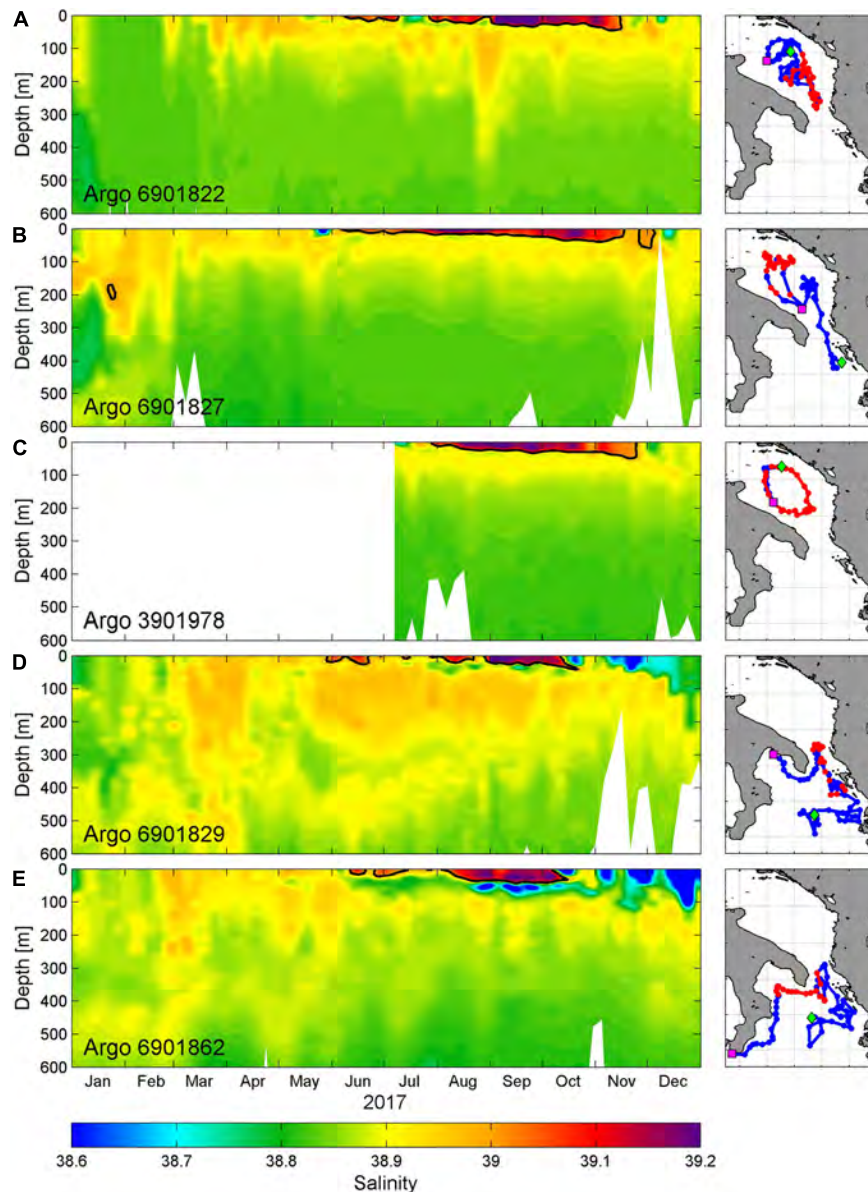 A
0
100
200
300
400
500
600
Depth [m]
Argo 6901822
B
0
100
200
300
400
500
600
Depth [m]
Argo 6901827
C
0
100
200
300
400
500
600
Depth [m]
Argo 3901978
D
0
100
200
300
400
500
600
Depth [m]
Argo 6901829
E
0
100
200
300
400
500
600
Depth [m]
Argo 6901862
Jan Feb Mar Apr May Jun Jul Aug Sep Oct Nov Dec
2017
38.6 38.7 38.8 38.9 39 39.1 39.2
Salinity